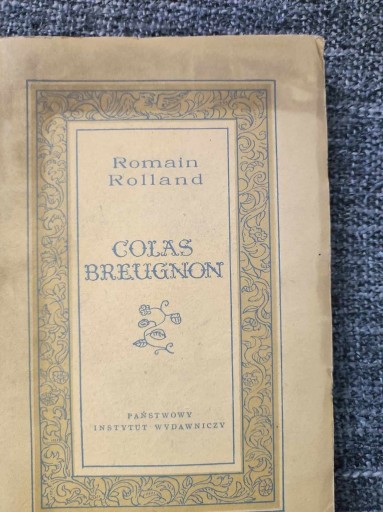 Romain
Rolland
COLAS
BREUGNON
PAŃSTWOWY
INSTYTUT WYDAWNICZY